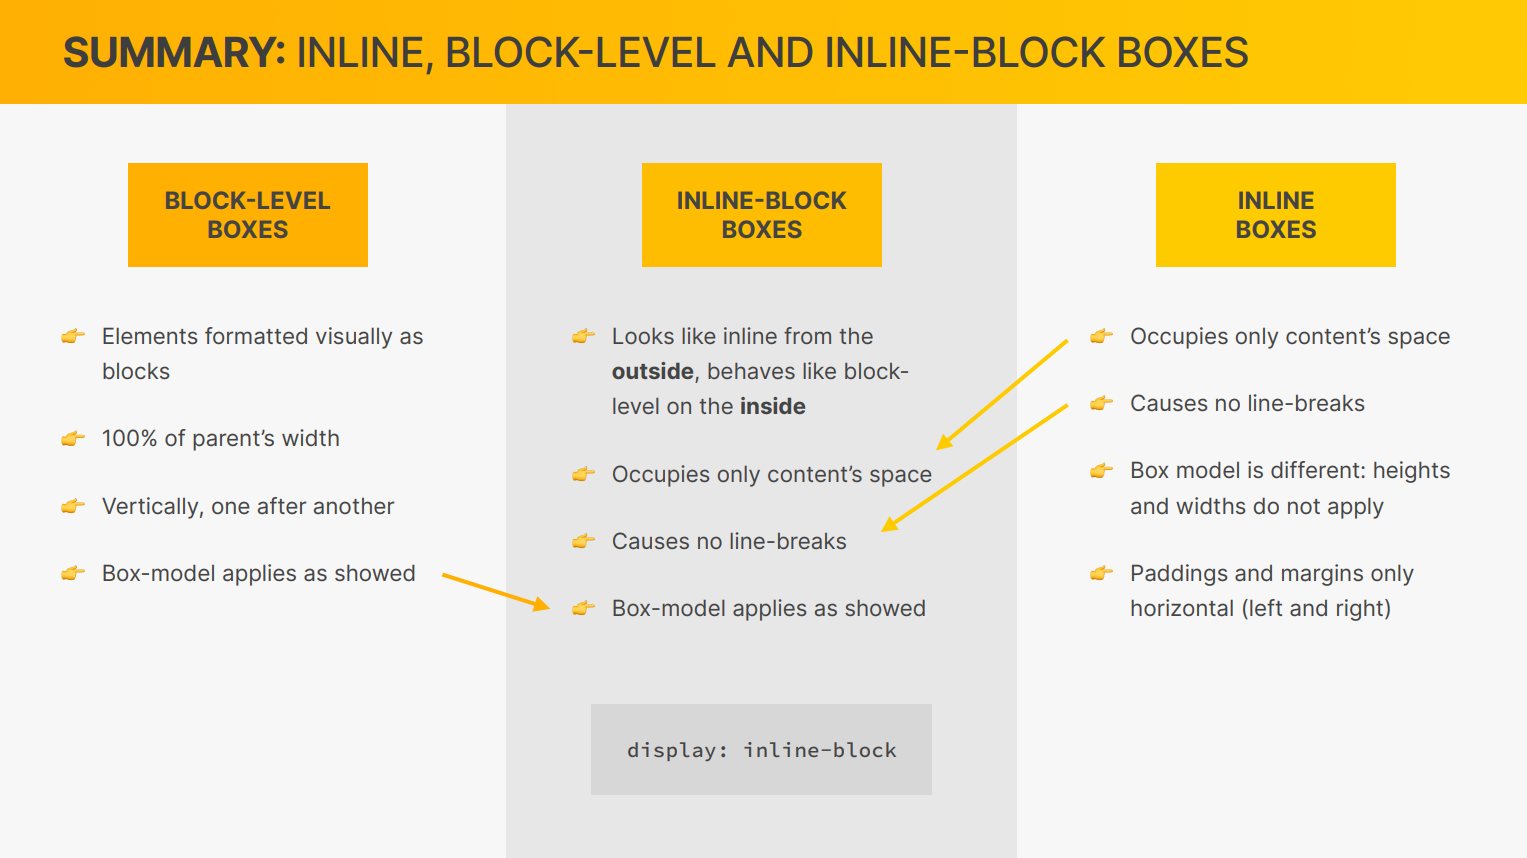 SUMMARY: INLINE, BLOCK-LEVEL AND INLINE-BLOCK BOXES
BLOCK-LEVEL
BOXES
Elements formatted visually as
blocks
100% of parent’s width
Vertically, one after another
Box-model applies as showed
INLINE-BLOCK
BOXES
Looks like inline from the
outside, behaves like block-
level on the inside
Occupies only content’s space
Causes no line-breaks
Box-model applies as showed
display: inline-block
INLINE
BOXES
Occupies only content’s space
Causes no line-breaks
Box model is different: heights
and widths do not apply
Paddings and margins only
horizontal (left and right)